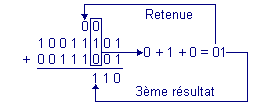 Retenue
0 0
1 0 0 1 1 1 0 1
+ 0 0 1 1 1 0 0 1
0 + 1 + 0 = 01
1 1 0
3ème résultat